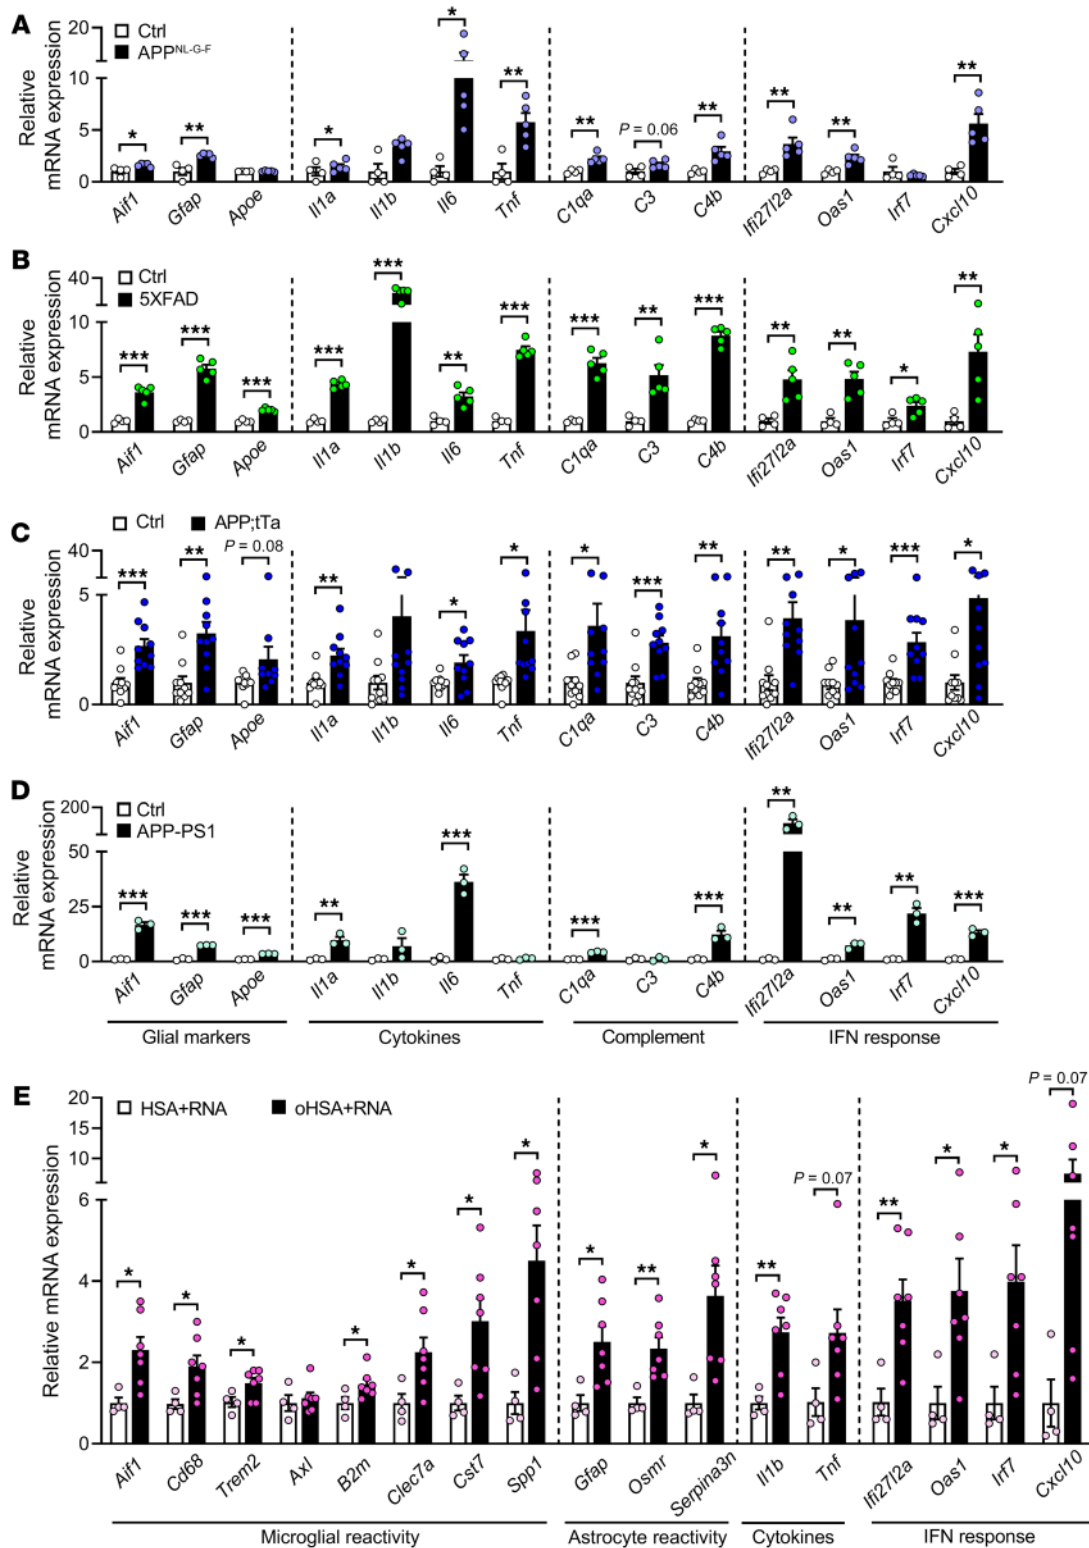 A
Relative
mRNA expression
20
10
5
0
Ctrl
APP^NL-G-F
* ** * * ** ** P = 0.06 ** ** ** **
Aif1 Gfap Apoe Il1a Il1b Il6 Tnf C1qa C3 C4b Ifi27l2a Oas1 Irf7 Cxcl10
B
Relative
mRNA expression
40
10
5
0
Ctrl
5XFAD
*** *** *** *** *** ** *** *** ** *** ** ** * **
Aif1 Gfap Apoe Il1a Il1b Il6 Tnf C1qa C3 C4b Ifi27l2a Oas1 Irf7 Cxcl10
C
Relative
mRNA expression
40
5
0
Ctrl APP;tTa
*** ** P = 0.08 ** * * * *** ** ** * *** *
Aif1 Gfap Apoe Il1a Il1b Il6 Tnf C1qa C3 C4b Ifi27l2a Oas1 Irf7 Cxcl10
D
Relative
mRNA expression
200
50
25
0
Ctrl
APP-PS1
*** *** *** ** *** *** *** ** ** ** ***
Aif1 Gfap Apoe Il1a Il1b Il6 Tnf C1qa C3 C4b Ifi27l2a Oas1 Irf7 Cxcl10
Glial markers Cytokines Complement IFN response
E
Relative mRNA expression
20
15
10
6
4
2
0
HSA+RNA oHSA+RNA
* * * * * * * * ** * ** P = 0.07 ** * * P = 0.07
Aif1 Cd68 Trem2 Axl B2m Clec7a Cst7 Spp1 Gfap Osmr Serpina3n Il1b Tnf Ifi27l2a Oas1 Irf7 Cxcl10
Microglial reactivity Astrocyte reactivity Cytokines IFN response